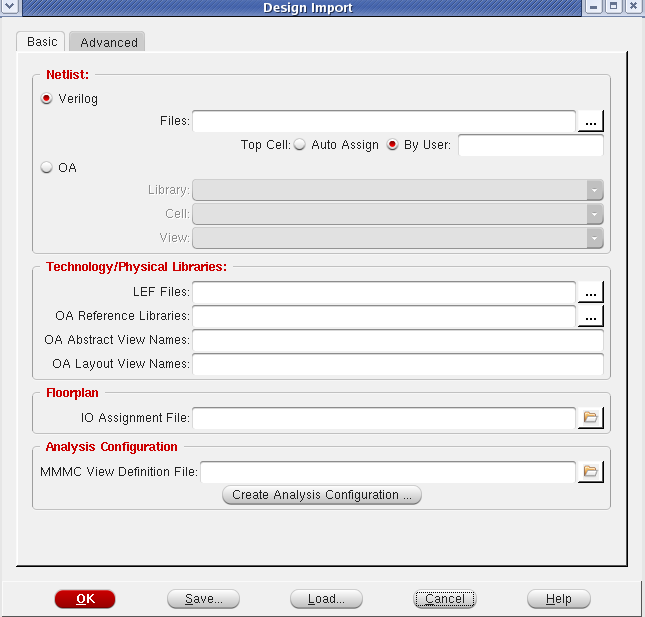 Design Import
Basic Advanced
Netlist:
Verilog
Files: ...
Top Cell: Auto Assign By User:
OA
Library:
Cell:
View:
Technology/Physical Libraries:
LEF Files: ...
OA Reference Libraries: ...
OA Abstract View Names:
OA Layout View Names:
Floorplan
IO Assignment File:
Analysis Configuration
MMMC View Definition File:
Create Analysis Configuration ...
OK Save... Load... Cancel Help